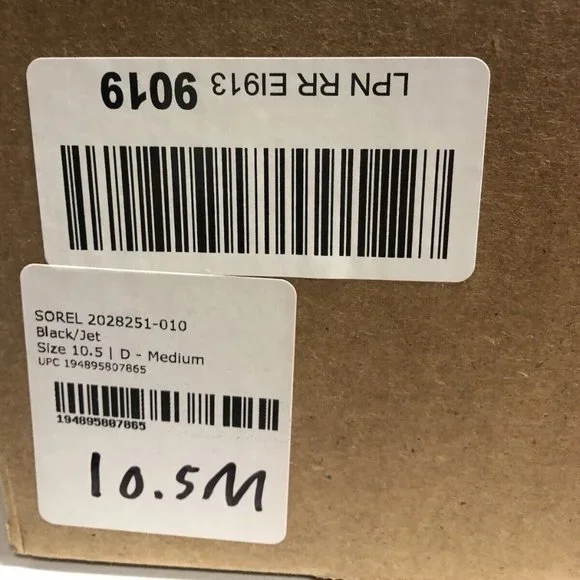 LPN RR EI913 9019
SOREL 2028251-010
Black/Jet
Size 10.5 | D - Medium
UPC 194895807865
194895807865
10.5M